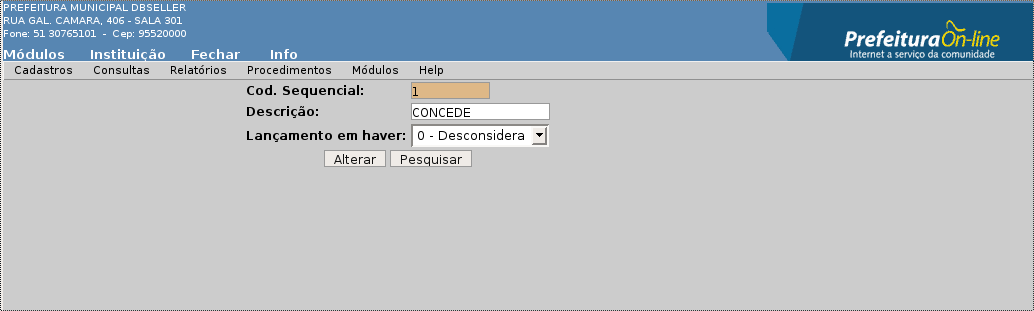 PREFEITURA MUNICIPAL DBSELLER
RUA GAL. CAMARA, 406 - SALA 301
Fone: 51 30765101 - Cep: 95520000
Módulos Instituição Fechar Info
PrefeituraOn-line
Internet a serviço da comunidade
Cadastros Consultas Relatórios Procedimentos Módulos Help
Cod. Sequencial: 1
Descrição: CONCEDE
Lançamento em haver: 0 - Desconsidera
Alterar Pesquisar